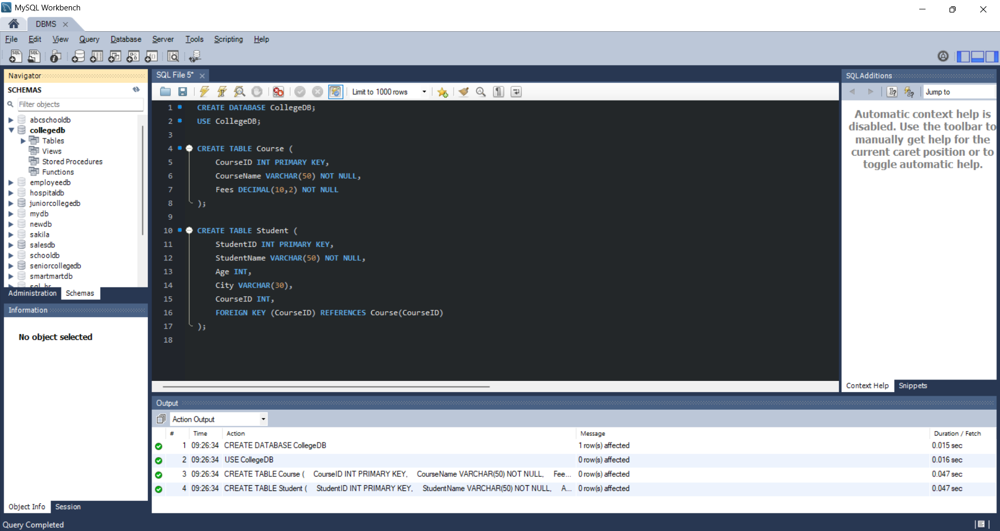 MySQL Workbench
DBMS
File Edit View Query Database Server Tools Scripting Help
Navigator
SCHEMAS
Filter objects
abcschooldb
collegedb
Tables
Views
Stored Procedures
Functions
employeedb
hospitaldb
juniorcollegedb
mydb
newdb
sakila
salesdb
schooldb
seniorcollegedb
smartmartdb
sql_hr
Administration Schemas
Information
No object selected
Object Info Session
Query Completed
SQL File 5*
Limit to 1000 rows
1 CREATE DATABASE CollegeDB;
2 USE CollegeDB;
3
4 CREATE TABLE Course (
5 CourseID INT PRIMARY KEY,
6 CourseName VARCHAR(50) NOT NULL,
7 Fees DECIMAL(10,2) NOT NULL
8 );
9
10 CREATE TABLE Student (
11 StudentID INT PRIMARY KEY,
12 StudentName VARCHAR(50) NOT NULL,
13 Age INT,
14 City VARCHAR(30),
15 CourseID INT,
16 FOREIGN KEY (CourseID) REFERENCES Course(CourseID)
17 );
18
SQLAdditions
Jump to
Automatic context help is
disabled. Use the toolbar to
manually get help for the
current caret position or to
toggle automatic help.
Context Help Snippets
Output
Action Output
# Time Action Message Duration / Fetch
1 09:26:34 CREATE DATABASE CollegeDB 1 row(s) affected 0.015 sec
2 09:26:34 USE CollegeDB 0 row(s) affected 0.016 sec
3 09:26:34 CREATE TABLE Course ( CourseID INT PRIMARY KEY, CourseName VARCHAR(50) NOT NULL, Fee... 0 row(s) affected 0.047 sec
4 09:26:34 CREATE TABLE Student ( StudentID INT PRIMARY KEY, StudentName VARCHAR(50) NOT NULL, A... 0 row(s) affected 0.047 sec